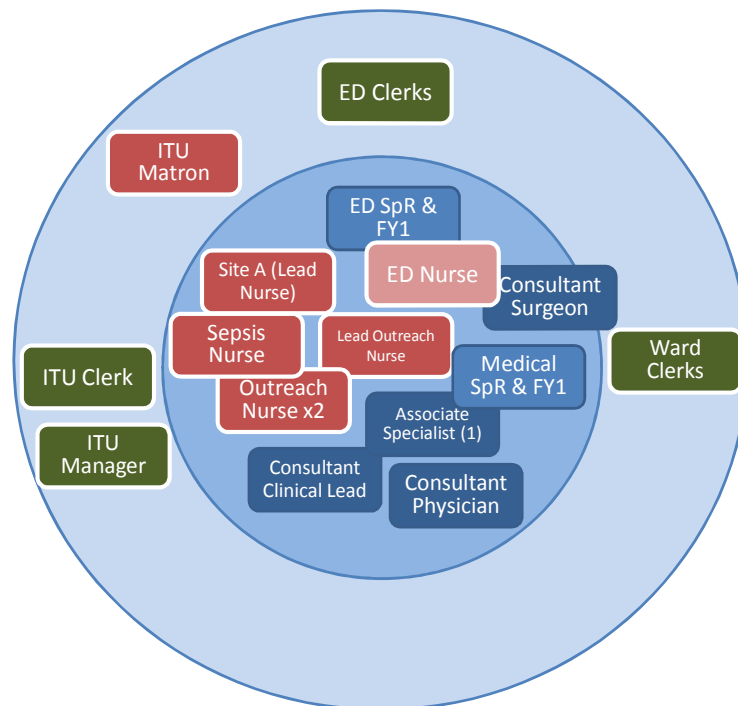 ED Clerks
ITU
Matron
ED SpR &
FY1
Site A (Lead
Nurse)
ED Nurse
Consultant
Surgeon
Sepsis
Nurse
Lead Outreach
Nurse
Ward
Clerks
ITU Clerk
Medical
SpR & FY1
Outreach
Nurse x2
Associate
Specialist (1)
ITU
Manager
Consultant
Clinical Lead
Consultant
Physician